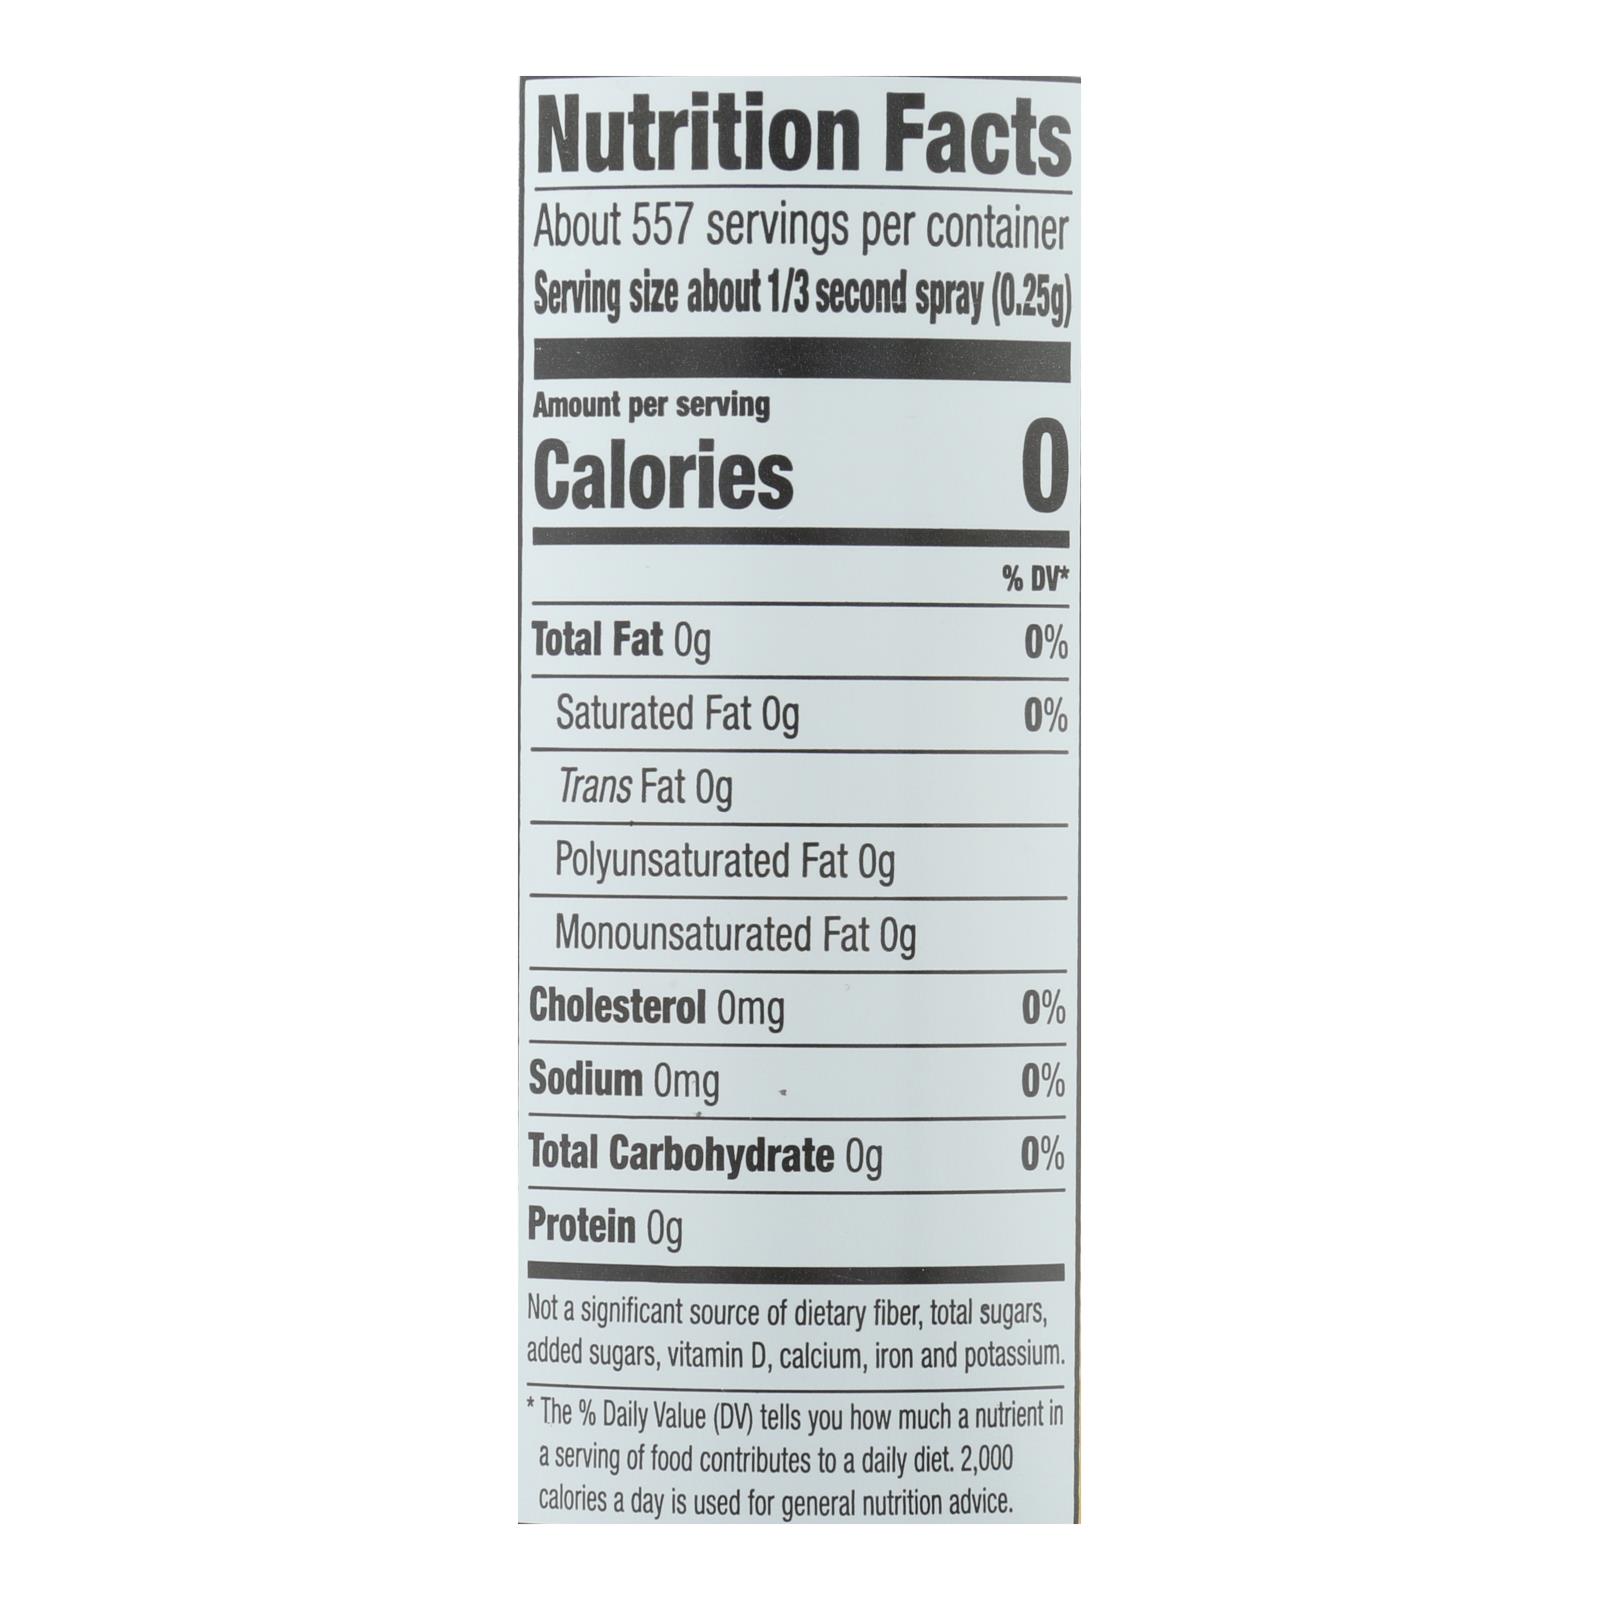 Nutrition Facts
About 557 servings per container
Serving size about 1/3 second spray (0.25g)
Amount per serving
Calories 0
% DV*
Total Fat 0g 0%
Saturated Fat 0g 0%
Trans Fat 0g
Polyunsaturated Fat 0g
Monounsaturated Fat 0g
Cholesterol 0mg 0%
Sodium 0mg 0%
Total Carbohydrate 0g 0%
Protein 0g
Not a significant source of dietary fiber, total sugars,
added sugars, vitamin D, calcium, iron and potassium.
* The % Daily Value (DV) tells you how much a nutrient in
a serving of food contributes to a daily diet. 2,000
calories a day is used for general nutrition advice.